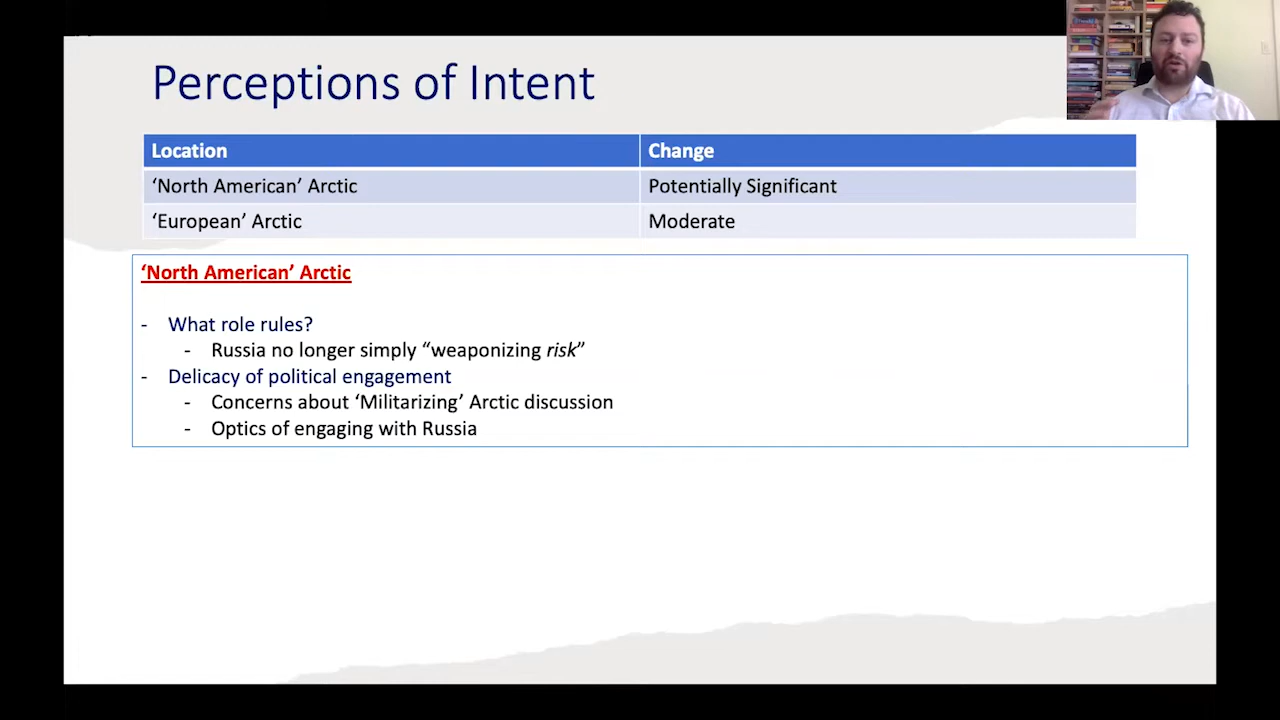 Perceptions of Intent
Location Change
‘North American’ Arctic Potentially Significant
‘European’ Arctic Moderate
‘North American’ Arctic
- What role rules?
- Russia no longer simply “weaponizing risk”
- Delicacy of political engagement
- Concerns about ‘Militarizing’ Arctic discussion
- Optics of engaging with Russia